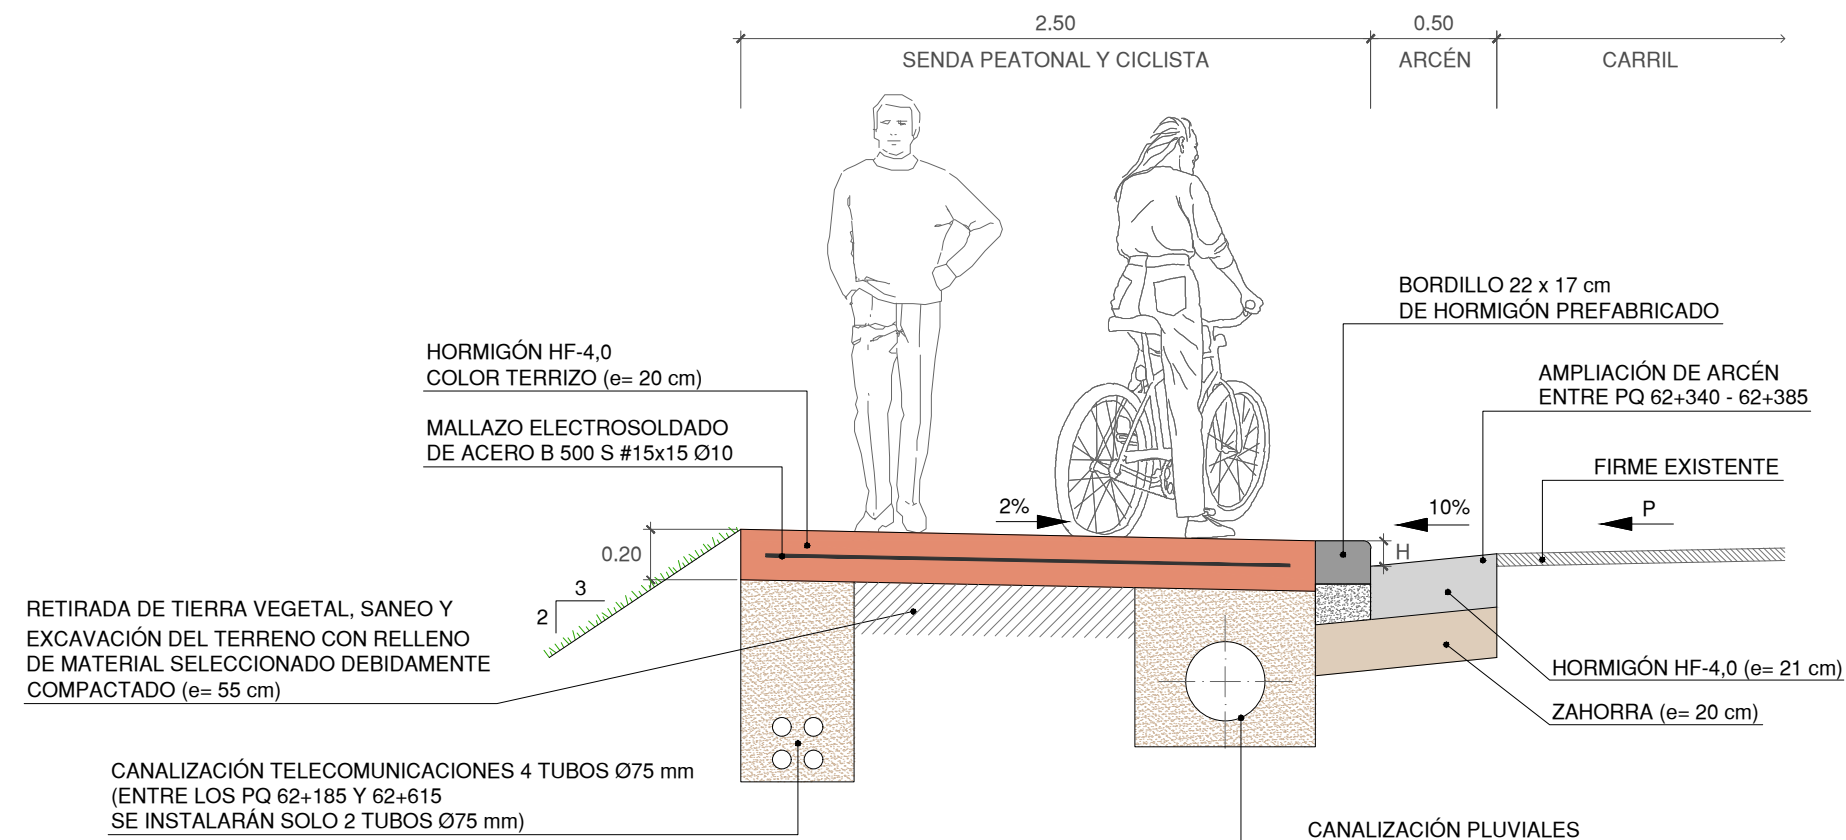 2.50
0.50
SENDA PEATONAL Y CICLISTA
ARCÉN
CARRIL
BORDILLO 22 x 17 cm
DE HORMIGÓN PREFABRICADO
HORMIGÓN HF-4,0
COLOR TERRIZO (e= 20 cm)
AMPLIACIÓN DE ARCÉN
ENTRE PQ 62+340 - 62+385
MALLAZO ELECTROSOLDADO
DE ACERO B 500 S #15x15 Ø10
FIRME EXISTENTE
2%
10%
P
0.20
H
3
2
RETIRADA DE TIERRA VEGETAL, SANEO Y
EXCAVACIÓN DEL TERRENO CON RELLENO
DE MATERIAL SELECCIONADO DEBIDAMENTE
COMPACTADO (e= 55 cm)
HORMIGÓN HF-4,0 (e= 21 cm)
ZAHORRA (e= 20 cm)
CANALIZACIÓN TELECOMUNICACIONES 4 TUBOS Ø75 mm
(ENTRE LOS PQ 62+185 Y 62+615
SE INSTALARÁN SOLO 2 TUBOS Ø75 mm)
CANALIZACIÓN PLUVIALES